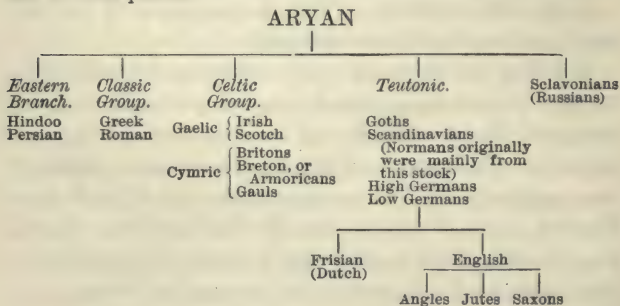 ARYAN
Eastern Branch.
Hindoo
Persian
Classic Group.
Greek
Roman
Celtic Group.
Gaelic { Irish
Scotch
Cymric { Britons
Breton, or
Armoricans
Gauls
Teutonic.
Goths
Scandinavians
(Normans originally
were mainly from
this stock)
High Germans
Low Germans
Sclavonians
(Russians)
Frisian
(Dutch)
English
Angles Jutes Saxons